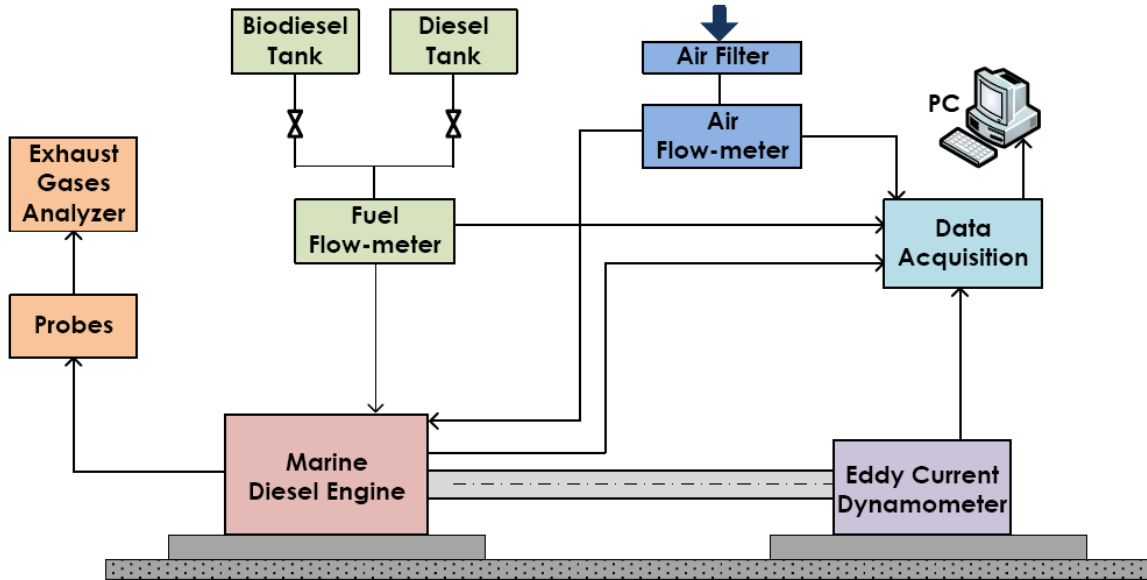 Biodiesel
Tank
Diesel
Tank
Air Filter
PC
Air
Flow-meter
Exhaust
Gases
Analyzer
Fuel
Flow-meter
Data
Acquisition
Probes
Marine
Diesel Engine
Eddy Current
Dynamometer